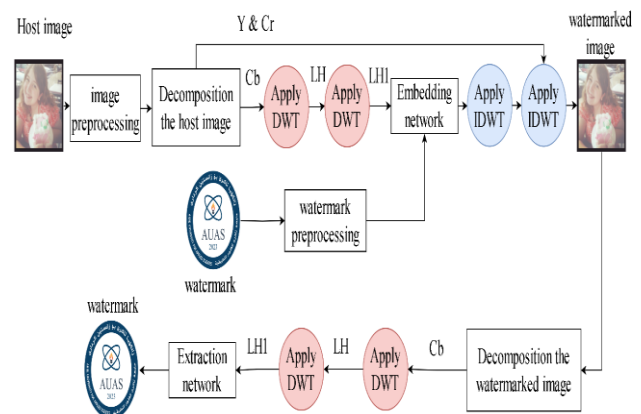 Host image
Y & Cr
watermarked
image
image
preprocessing
Decomposition
the host image
Cb
Apply
DWT
LH
Apply
DWT
LH1
Embedding
network
Apply
IDWT
Apply
IDWT
AUAS
2023
watermark
watermark
preprocessing
watermark
AUAS
2023
Extraction
network
LH1
Apply
DWT
LH
Apply
DWT
Cb
Decomposition the
watermarked image